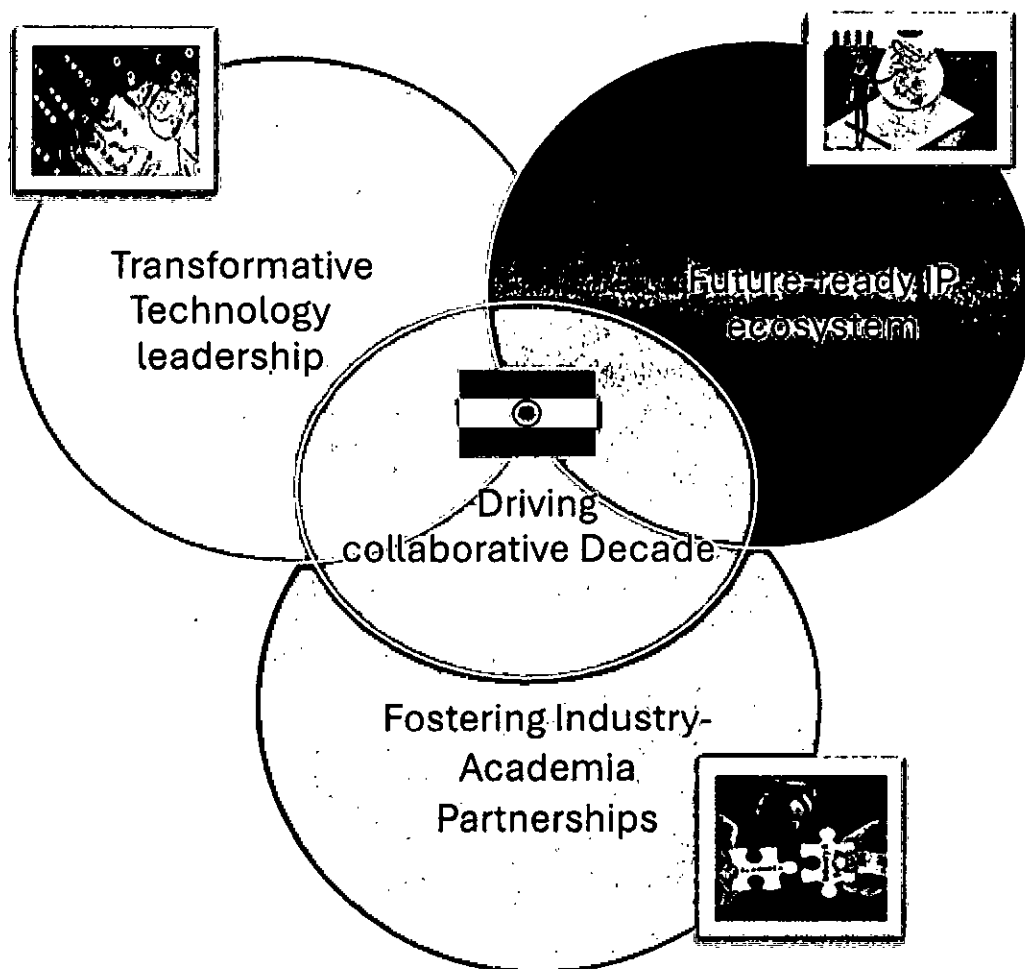 Transformative
Technology
leadership
Future-ready IP
ecosystem
Driving
collaborative Decade
Fostering Industry-
Academia
Partnerships